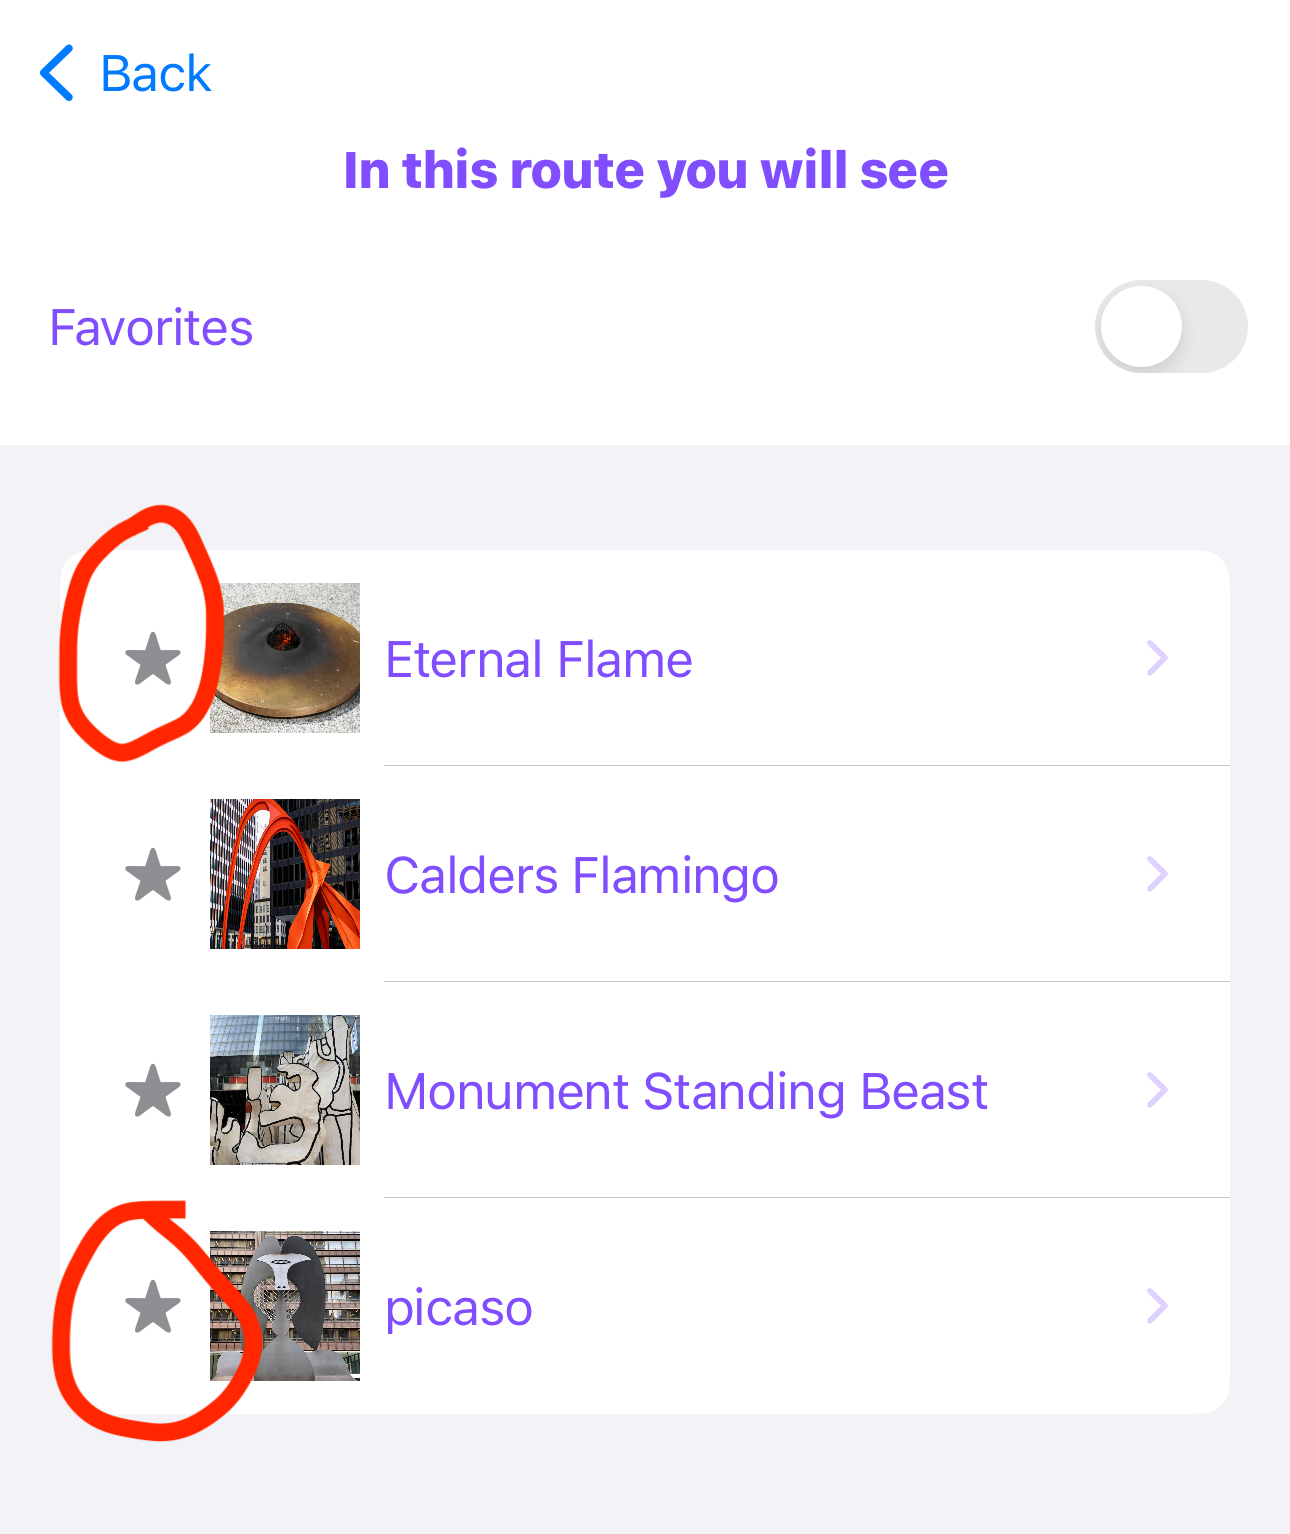 Back
In this route you will see
Favorites
Eternal Flame
Calders Flamingo
Monument Standing Beast
picaso